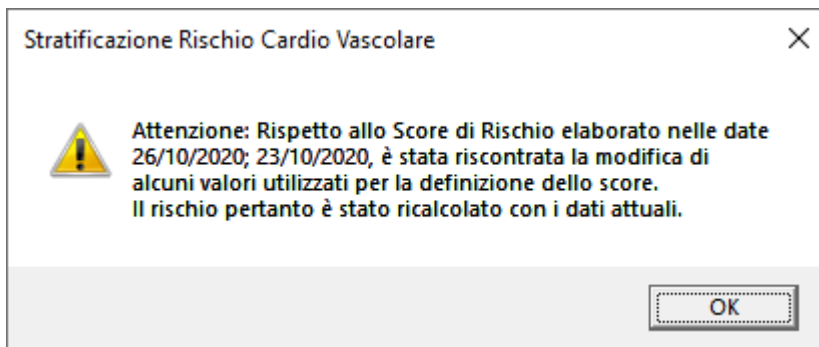 Stratificazione Rischio Cardio Vascolare
Attenzione: Rispetto allo Score di Rischio elaborato nelle date
26/10/2020; 23/10/2020, è stata riscontrata la modifica di
alcuni valori utilizzati per la definizione dello score.
Il rischio pertanto è stato ricalcolato con i dati attuali.
OK